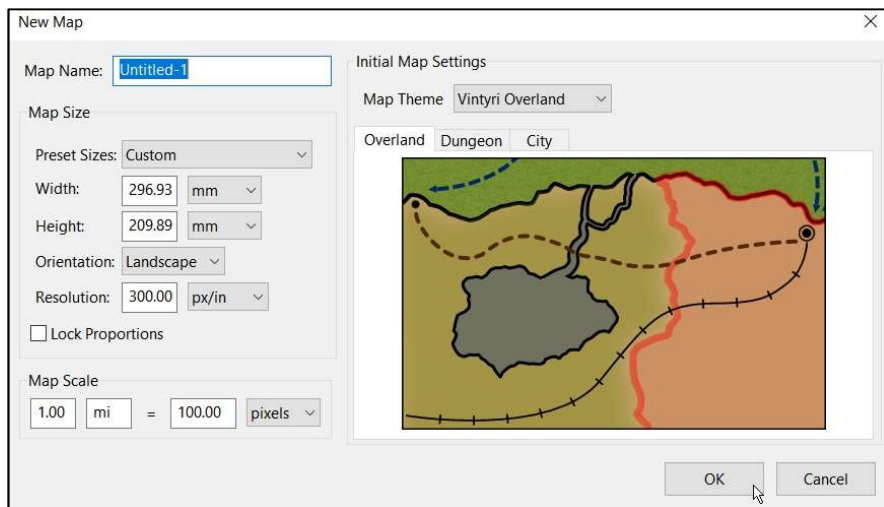 New Map
Map Name: Untitled-1
Map Size
Preset Sizes: Custom
Width: 296.93 mm
Height: 209.89 mm
Orientation: Landscape
Resolution: 300.00 px/in
Lock Proportions
Map Scale
1.00 mi = 100.00 pixels
Initial Map Settings
Map Theme Vintyri Overland
Overland Dungeon City
OK Cancel